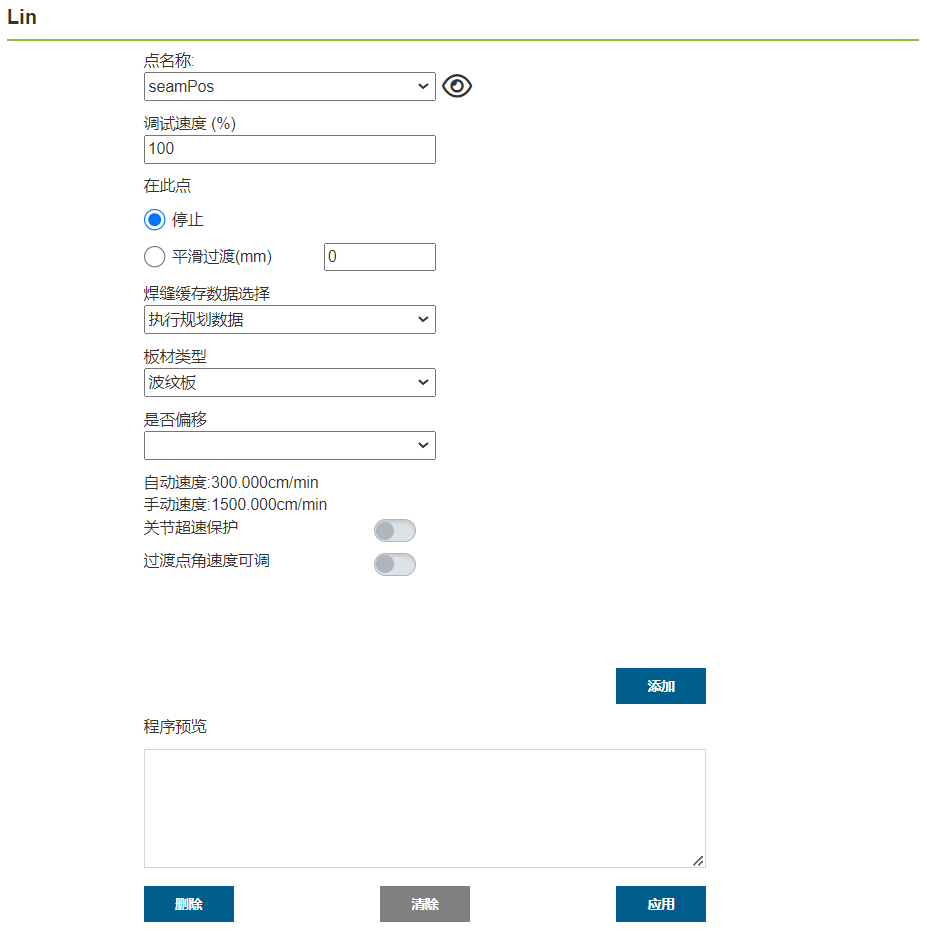 Lin
点名称:
seamPos
调试速度 (%)
100
在此点
停止
平滑过渡(mm) 0
焊缝缓存数据选择
执行规划数据
板材类型
波纹板
是否偏移
自动速度:300.000cm/min
手动速度:1500.000cm/min
关节超速保护
过渡点角速度可调
添加
程序预览
删除 清除 应用